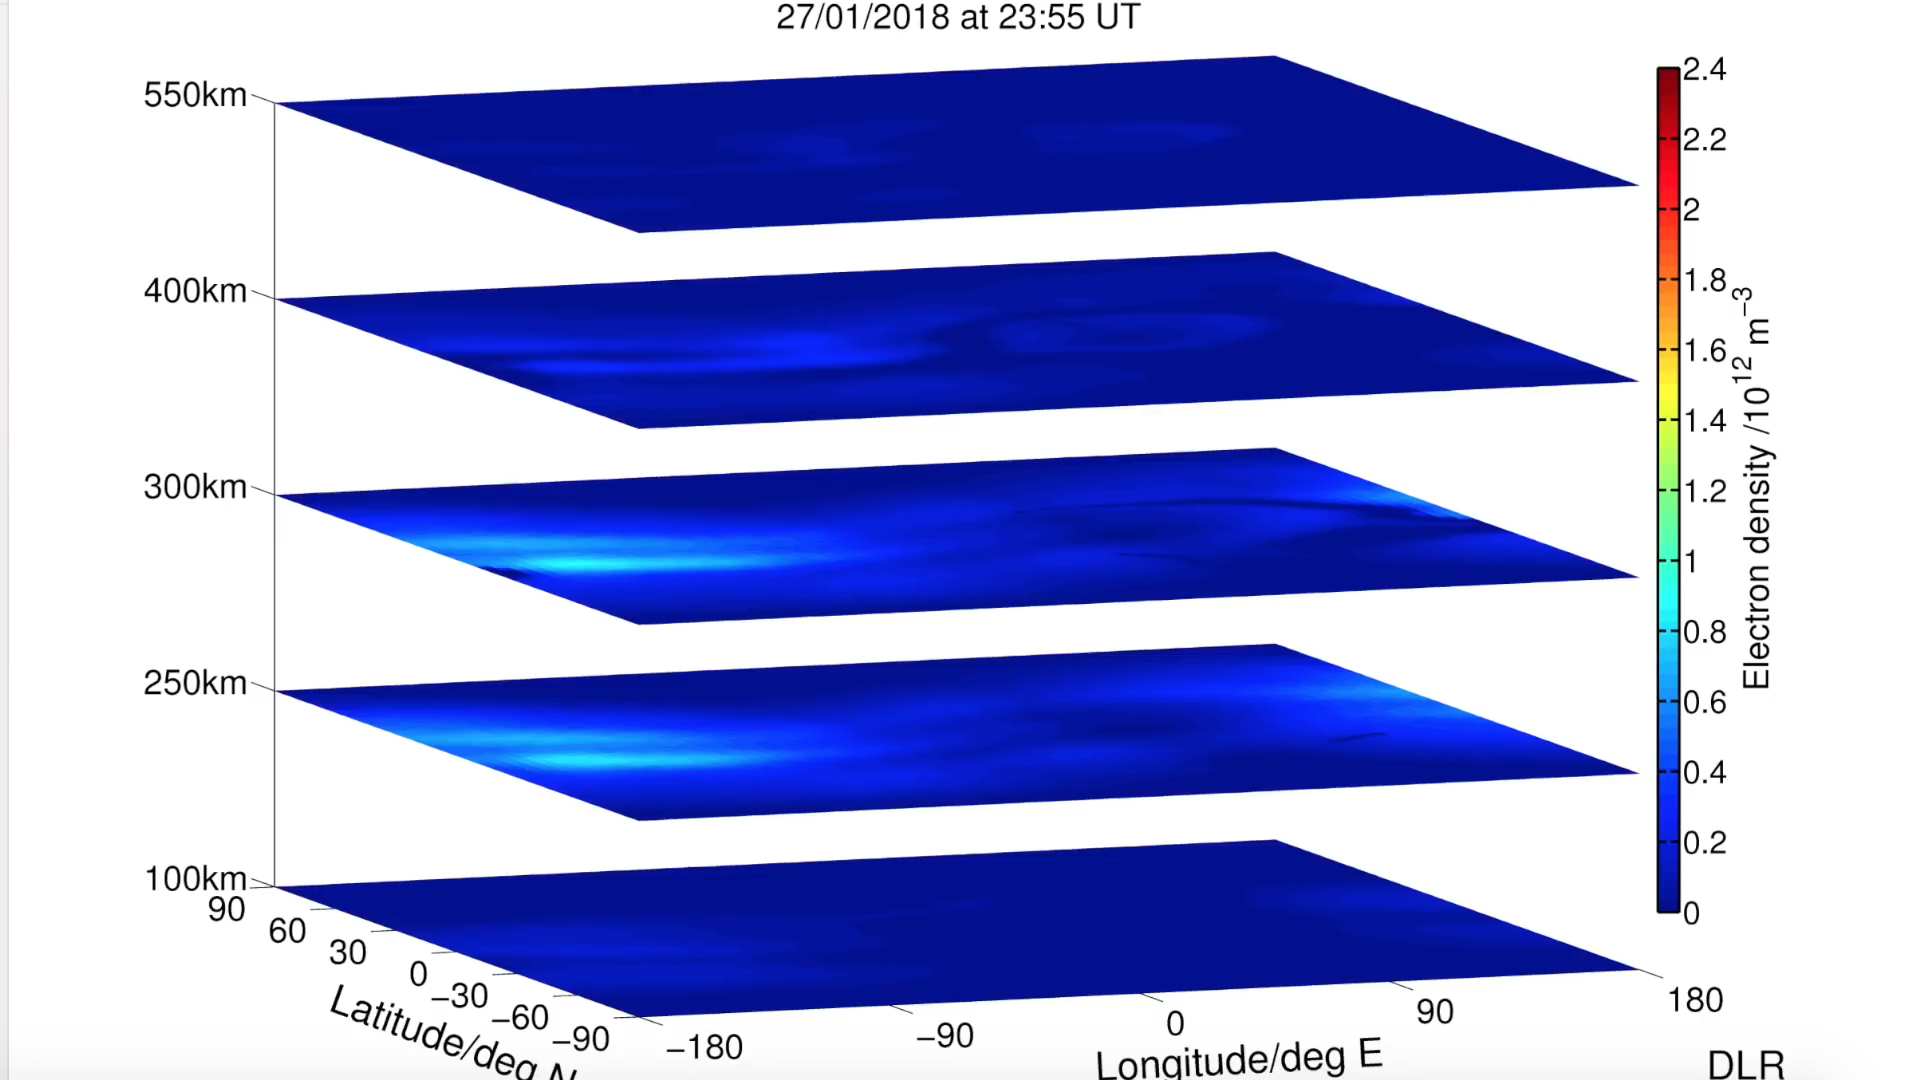 27/01/2018 at 23:55 UT
550km
400km
300km
250km
100km
90
60
30
0
−30
−60
−90
Latitude/deg N
−180
−90
0
90
180
Longitude/deg E
2.4
2.2
2
1.8
1.6
1.4
1.2
1
0.8
0.6
0.4
0.2
0
Electron density /10^12 m^−3
DLR